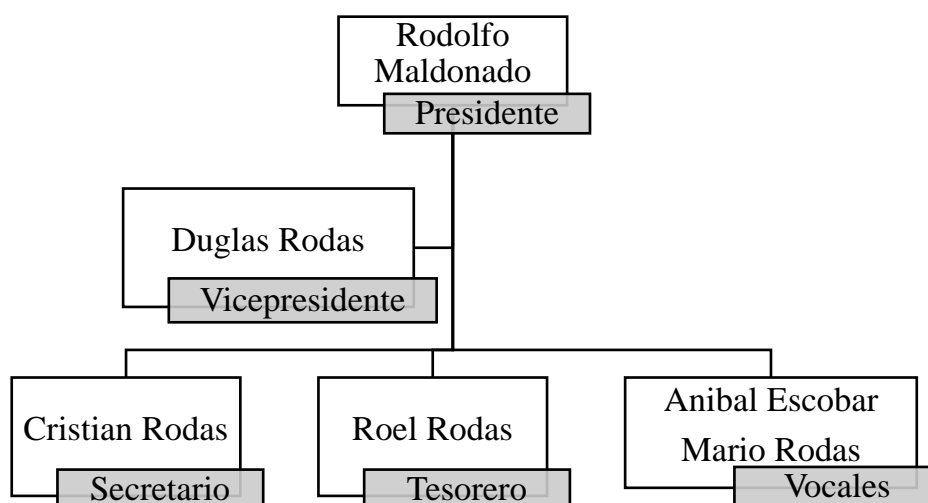 Rodolfo
Maldonado
Presidente
Duglas Rodas
Vicepresidente
Cristian Rodas
Secretario
Roel Rodas
Tesorero
Anibal Escobar
Mario Rodas
Vocales